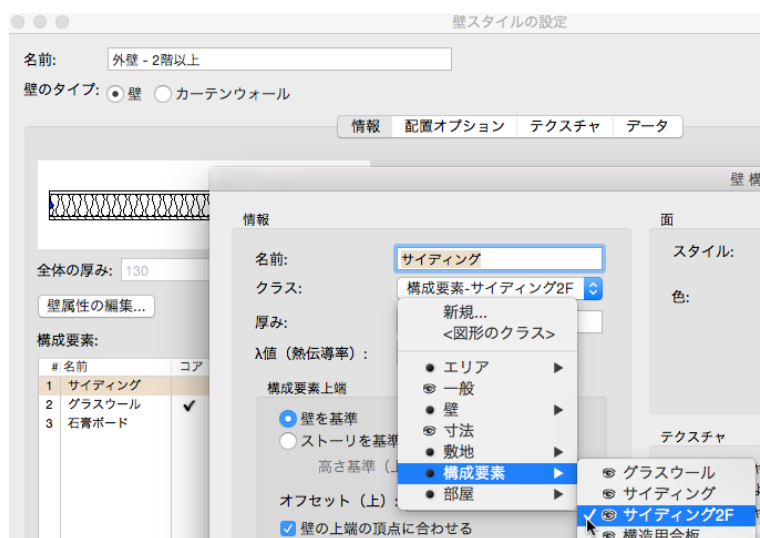 壁スタイルの設定
名前: 外壁 - 2階以上
壁のタイプ: 壁 カーテンウォール
情報 配置オプション テクスチャ データ
全体の厚み: 130
壁属性の編集...
構成要素:
# 名前 コア
1 サイディング
2 グラスウール ✔
3 石膏ボード
壁 構
情報
名前: サイディング
クラス: 構成要素-サイディング2F
厚み:
λ値（熱伝導率）:
構成要素上端
壁を基準
ストーリを基準
高さ基準（
オフセット（上）:
壁の上端の頂点に合わせる
新規...
<図形のクラス>
エリア
一般
壁
寸法
敷地
構成要素
部屋
グラスウール
サイディング
サイディング2F
構造用合板
面
スタイル:
色:
テクスチャ